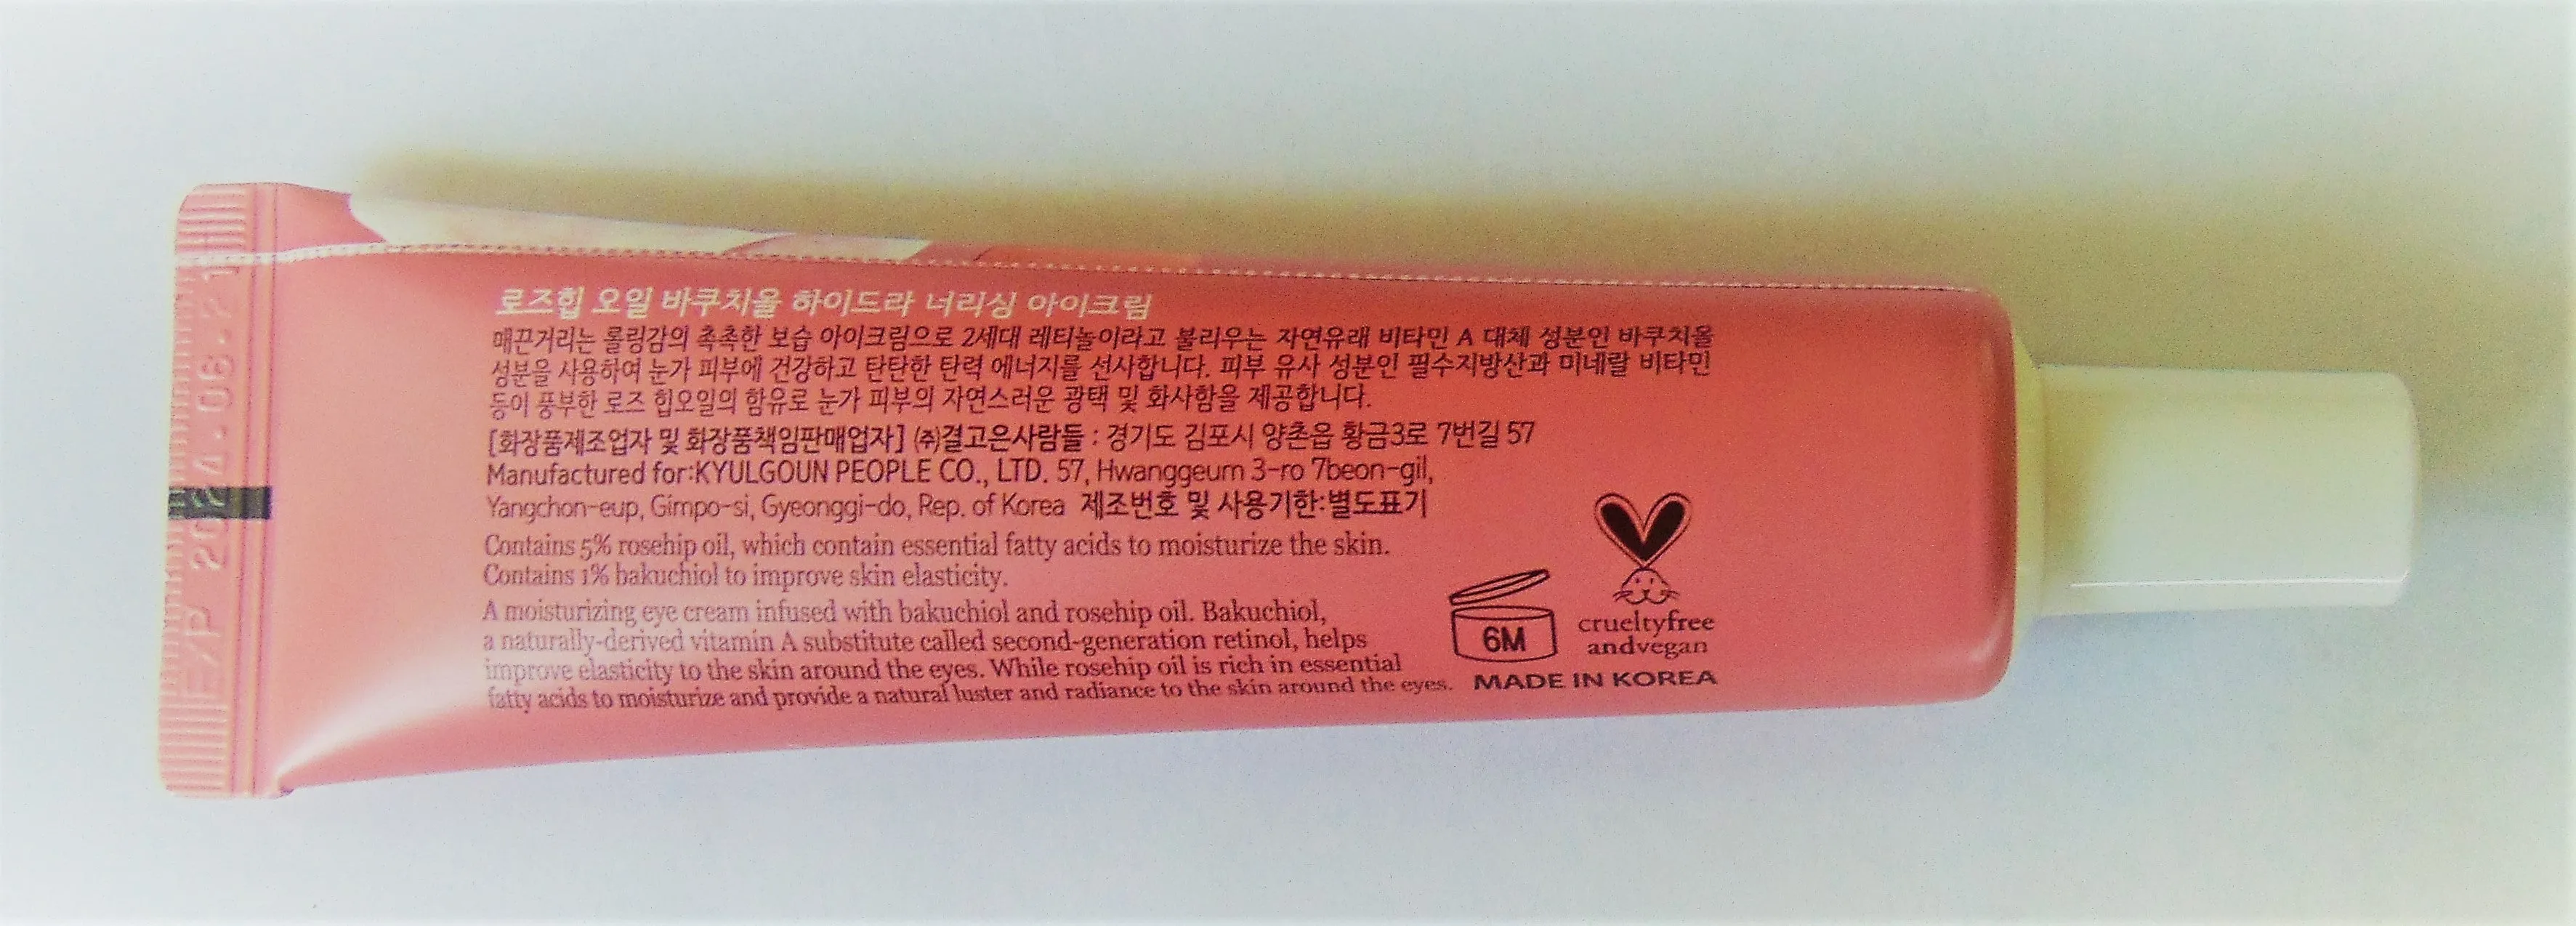 로즈힙 오일 바쿠치올 하이드라 너리싱 아이크림
매끈거리는 롤링감의 촉촉한 보습 아이크림으로 2세대 레티놀이라고 불리우는 자연유래 비타민 A 대체 성분인 바쿠치올
성분을 사용하여 눈가 피부에 건강하고 탄탄한 탄력 에너지를 선사합니다. 피부 유사 성분인 필수지방산과 미네랄 비타민
등이 풍부한 로즈 힙오일의 함유로 눈가 피부의 자연스러운 광택 및 화사함을 제공합니다.
[화장품제조업자 및 화장품책임판매업자] ㈜결고은사람들 : 경기도 김포시 양촌읍 황금3로 7번길 57
Manufactured for:KYULGOUN PEOPLE CO., LTD. 57, Hwanggeum 3-ro 7beon-gil,
Yangchon-eup, Gimpo-si, Gyeonggi-do, Rep. of Korea 제조번호 및 사용기한:별도표기
Contains 5% rosehip oil, which contain essential fatty acids to moisturize the skin.
Contains 1% bakuchiol to improve skin elasticity.
A moisturizing eye cream infused with bakuchiol and rosehip oil. Bakuchiol,
a naturally-derived vitamin A substitute called second-generation retinol, helps
improve elasticity to the skin around the eyes. While rosehip oil is rich in essential
fatty acids to moisturize and provide a natural luster and radiance to the skin around the eyes.
6M
crueltyfree
andvegan
MADE IN KOREA
EXP